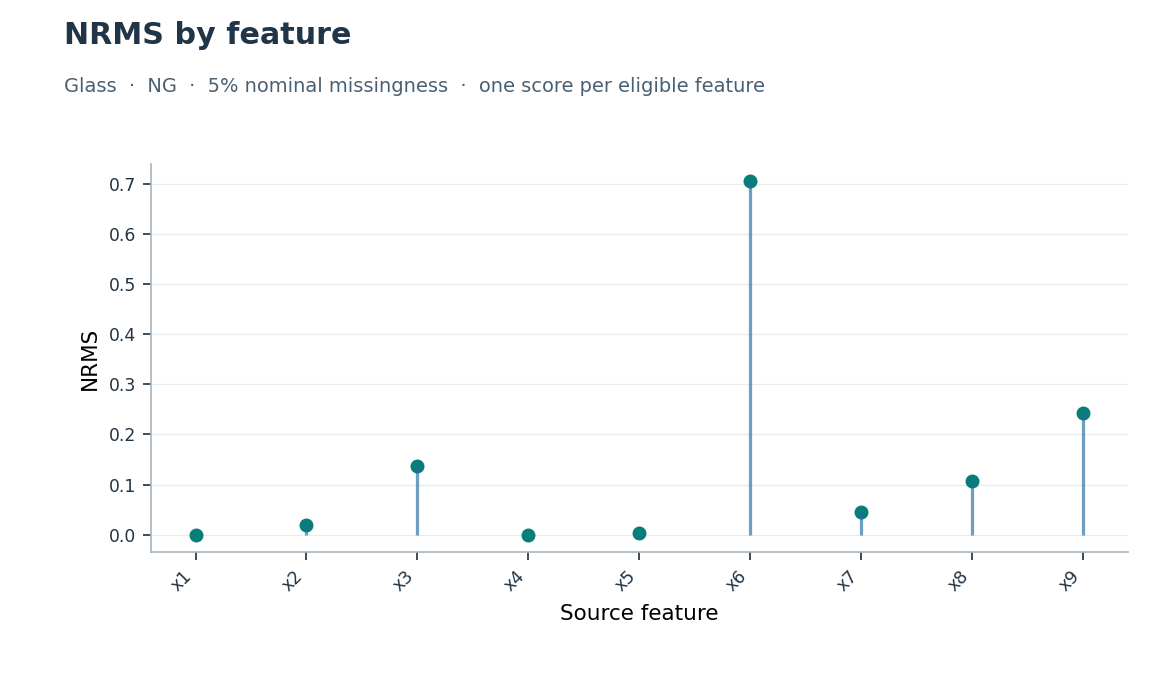 NRMS by feature
Glass · NG · 5% nominal missingness · one score per eligible feature
0.7
0.6
0.5
0.4
0.3
0.2
0.1
0.0
NRMS
x1 x2 x3 x4 x5 x6 x7 x8 x9
Source feature